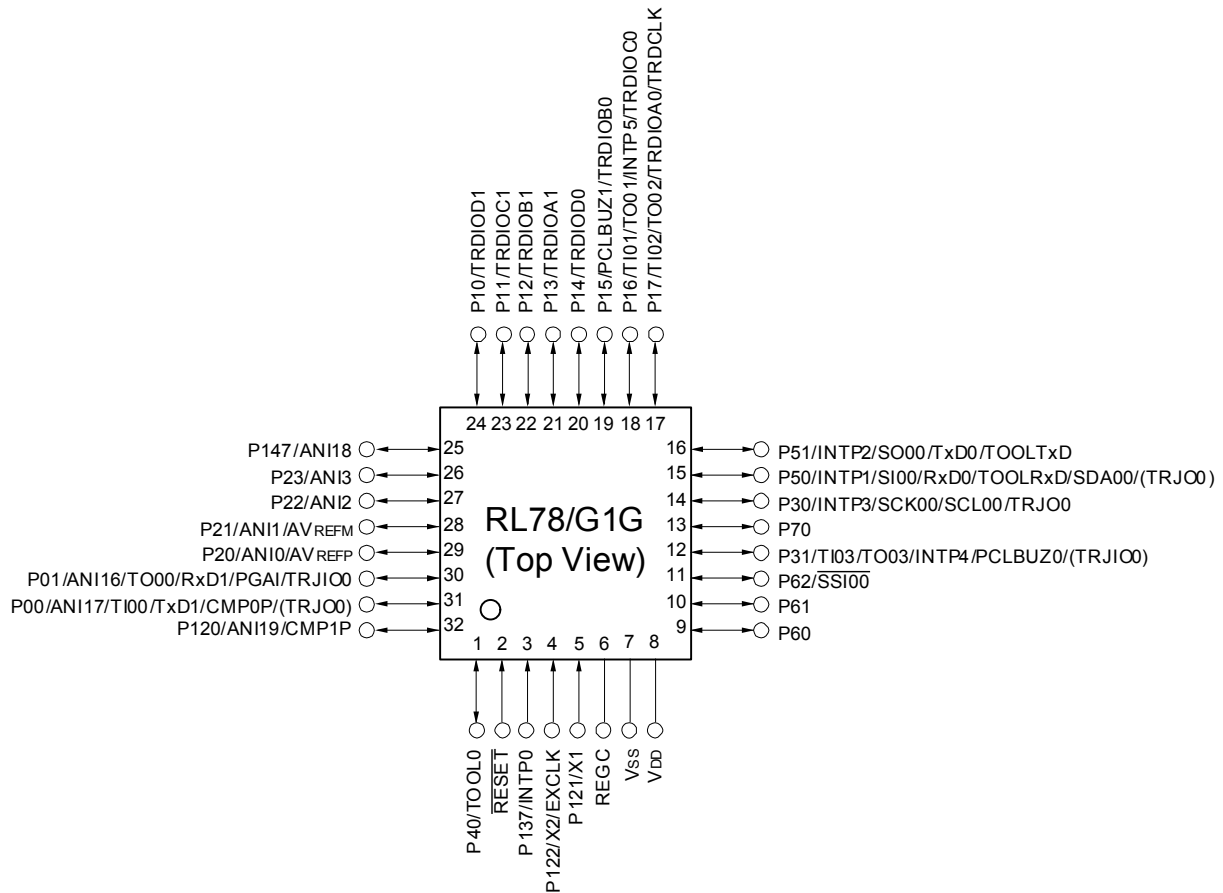 P10/TRDIOD1
P11/TRDIOC1
P12/TRDIOB1
P13/TRDIOA1
P14/TRDIOD0
P15/PCLBUZ1/TRDIOB0
P16/TI01/TO01/INTP5/TRDIOC0
P17/TI02/TO02/TRDIOA0/TRDCLK
24 23 22 21 20 19 18 17
P147/ANI18 25
P23/ANI3 26
P22/ANI2 27
P21/ANI1/AVREFM 28
P20/ANI0/AVREFP 29
P01/ANI16/TO00/RxD1/PGAI/TRJIO0 30
P00/ANI17/TI00/TxD1/CMP0P/(TRJO0) 31
P120/ANI19/CMP1P 32
RL78/G1G
(Top View)
16 P51/INTP2/SO00/TxD0/TOOLTxD
15 P50/INTP1/SI00/RxD0/TOOLRxD/SDA00/(TRJO0)
14 P30/INTP3/SCK00/SCL00/TRJO0
13 P70
12 P31/TI03/TO03/INTP4/PCLBUZ0/(TRJIO0)
11 P62/SSI00
10 P61
9 P60
1 2 3 4 5 6 7 8
P40/TOOL0
RESET
P137/INTP0
P122/X2/EXCLK
P121/X1
REGC
VSS
VDD